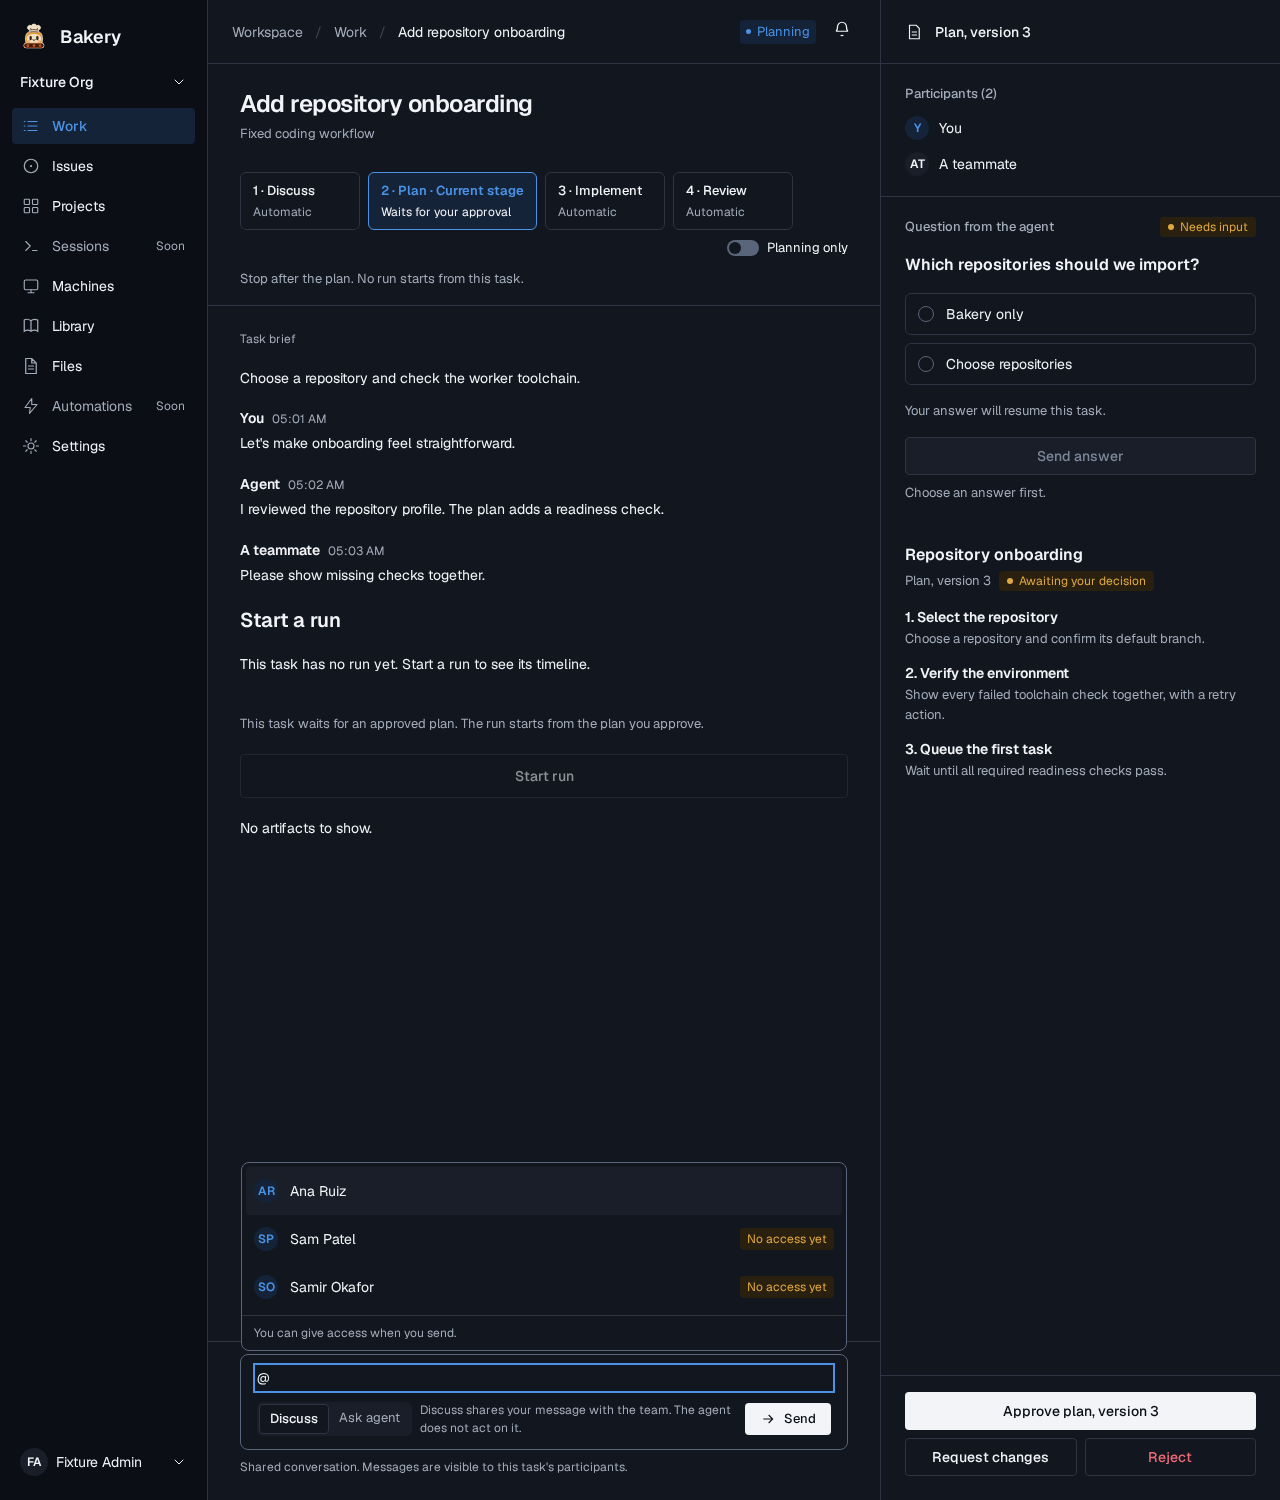 Bakery
Fixture Org
Work
Issues
Projects
Sessions Soon
Machines
Library
Files
Automations Soon
Settings
FA Fixture Admin
Workspace / Work / Add repository onboarding
Planning
Add repository onboarding
Fixed coding workflow
1 · Discuss
Automatic
2 · Plan · Current stage
Waits for your approval
3 · Implement
Automatic
4 · Review
Automatic
Planning only
Stop after the plan. No run starts from this task.
Task brief
Choose a repository and check the worker toolchain.
You 05:01 AM
Let's make onboarding feel straightforward.
Agent 05:02 AM
I reviewed the repository profile. The plan adds a readiness check.
A teammate 05:03 AM
Please show missing checks together.
Start a run
This task has no run yet. Start a run to see its timeline.
This task waits for an approved plan. The run starts from the plan you approve.
Start run
No artifacts to show.
AR Ana Ruiz
SP Sam Patel No access yet
SO Samir Okafor No access yet
You can give access when you send.
@
Discuss Ask agent
Discuss shares your message with the team. The agent
does not act on it.
Send
Shared conversation. Messages are visible to this task's participants.
Plan, version 3
Participants (2)
Y You
AT A teammate
Question from the agent Needs input
Which repositories should we import?
Bakery only
Choose repositories
Your answer will resume this task.
Send answer
Choose an answer first.
Repository onboarding
Plan, version 3 Awaiting your decision
1. Select the repository
Choose a repository and confirm its default branch.
2. Verify the environment
Show every failed toolchain check together, with a retry
action.
3. Queue the first task
Wait until all required readiness checks pass.
Approve plan, version 3
Request changes
Reject